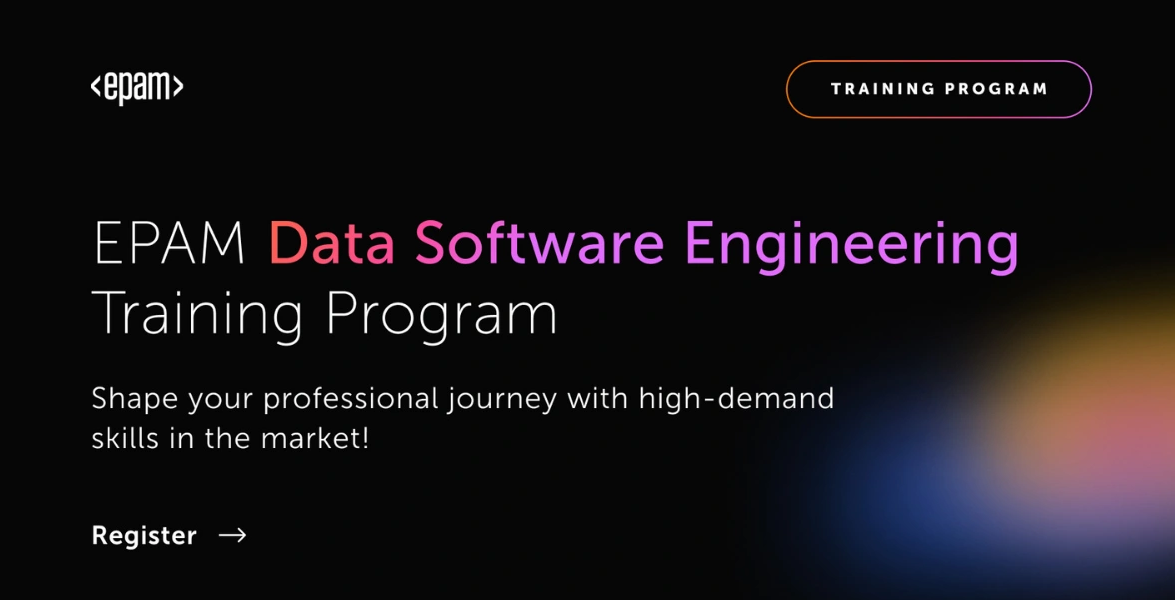 <epam>
TRAINING PROGRAM
EPAM Data Software Engineering
Training Program
Shape your professional journey with high-demand
skills in the market!
Register →